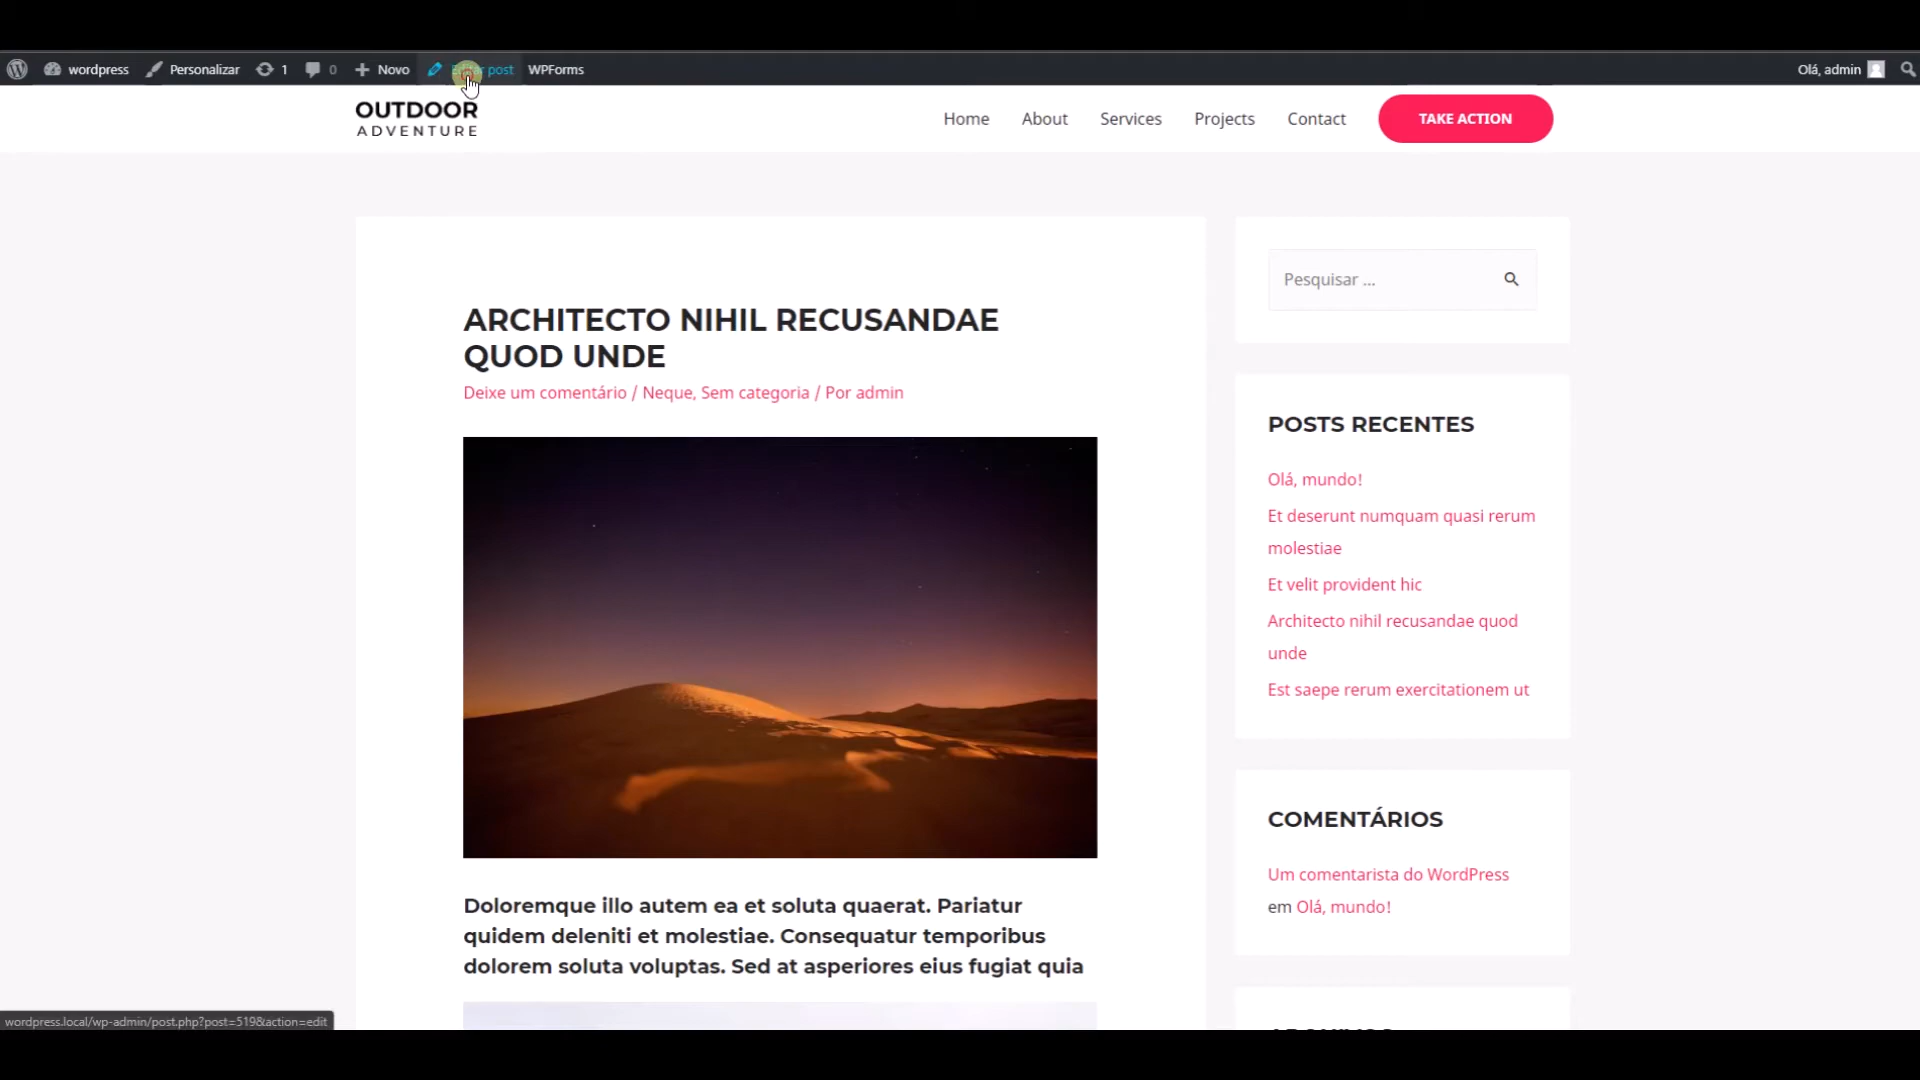 wordpress Personalizar 1 0 Novo post WPForms Olá, admin
OUTDOOR
ADVENTURE
Home About Services Projects Contact TAKE ACTION
Pesquisar ...
ARCHITECTO NIHIL RECUSANDAE
QUOD UNDE
Deixe um comentário / Neque, Sem categoria / Por admin
POSTS RECENTES
Olá, mundo!
Et deserunt numquam quasi rerum
molestiae
Et velit provident hic
Architecto nihil recusandae quod
unde
Est saepe rerum exercitationem ut
COMENTÁRIOS
Um comentarista do WordPress
em Olá, mundo!
Doloremque illo autem ea et soluta quaerat. Pariatur
quidem deleniti et molestiae. Consequatur temporibus
dolorem soluta voluptas. Sed at asperiores eius fugiat quia
wordpress.local/wp-admin/post.php?post=519&action=edit